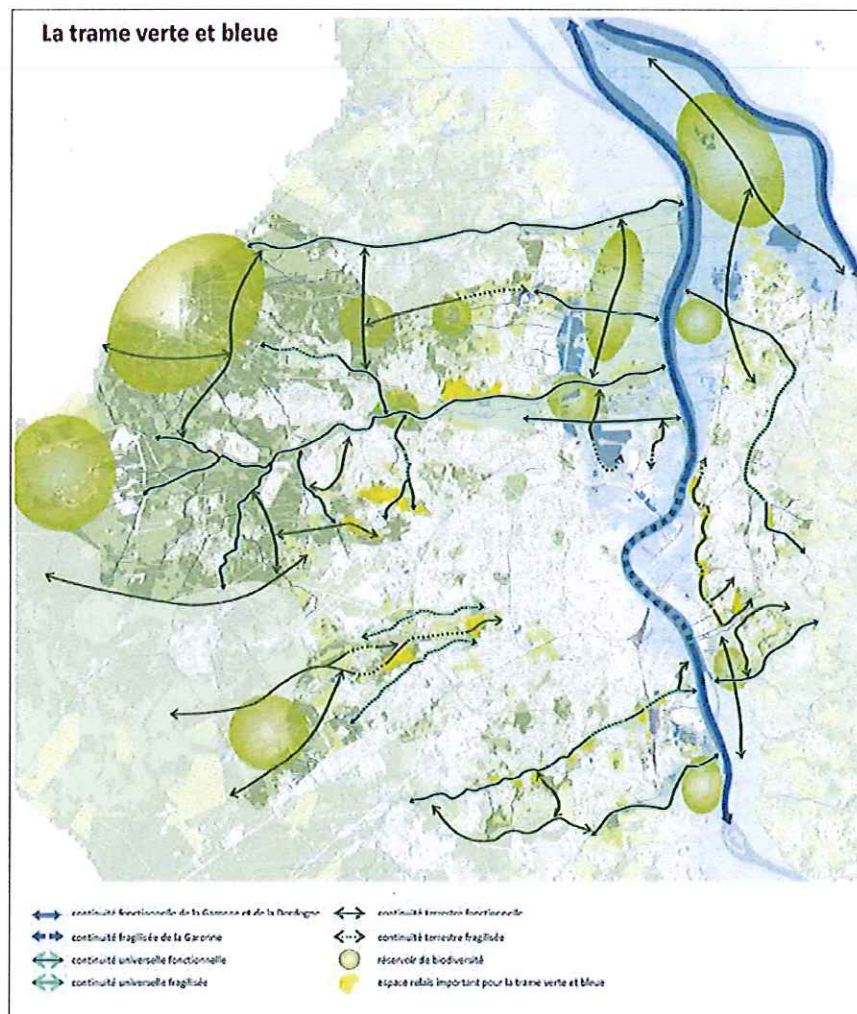 La trame verte et bleue
continuité fonctionnelle de la Garonne et de la Dordogne
continuité fragilisée de la Garonne
continuité universelle fonctionnelle
continuité universelle fragilisée
continuité terrestre fonctionnelle
continuité terrestre fragilisée
réservoir de biodiversité
espace relais important pour la trame verte et bleue